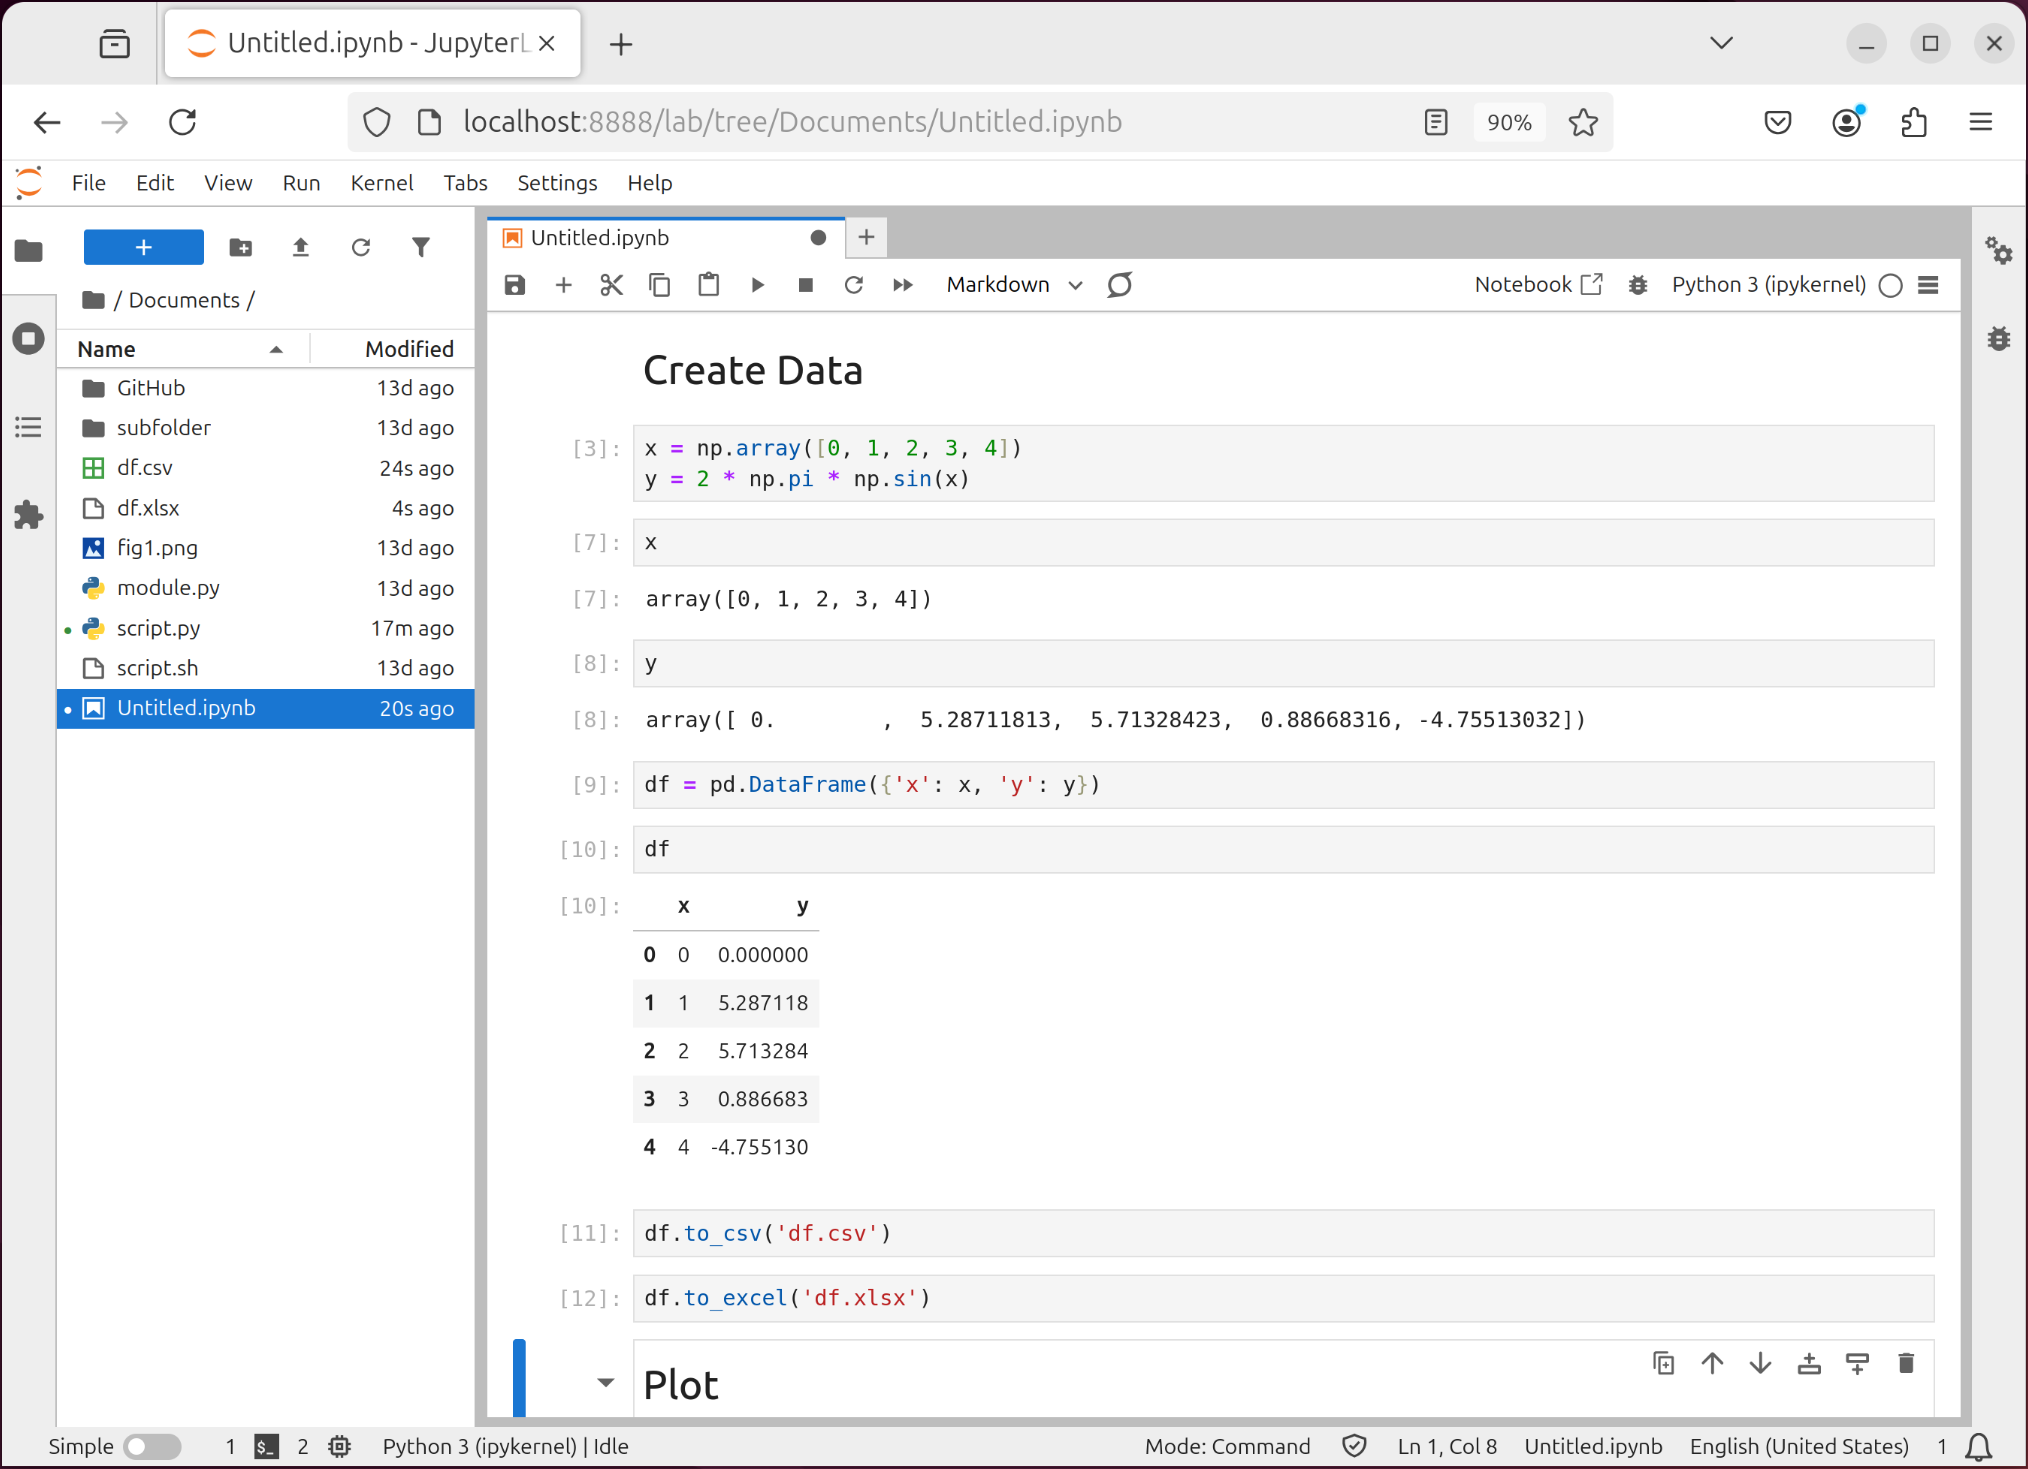 Untitled.ipynb - JupyterL
localhost:8888/lab/tree/Documents/Untitled.ipynb
90%
File Edit View Run Kernel Tabs Settings Help
/ Documents /
Name Modified
GitHub 13d ago
subfolder 13d ago
df.csv 24s ago
df.xlsx 4s ago
fig1.png 13d ago
module.py 13d ago
script.py 17m ago
script.sh 13d ago
Untitled.ipynb 20s ago
Untitled.ipynb
Markdown
Notebook
Python 3 (ipykernel)
Create Data
[3]: x = np.array([0, 1, 2, 3, 4])
y = 2 * np.pi * np.sin(x)
[7]: x
[7]: array([0, 1, 2, 3, 4])
[8]: y
[8]: array([ 0.        ,  5.28711813,  5.71328423,  0.88668316, -4.75513032])
[9]: df = pd.DataFrame({'x': x, 'y': y})
[10]: df
[10]: x y
0 0 0.000000
1 1 5.287118
2 2 5.713284
3 3 0.886683
4 4 -4.755130
[11]: df.to_csv('df.csv')
[12]: df.to_excel('df.xlsx')
Plot
Simple 1 $_ 2 Python 3 (ipykernel) | Idle Mode: Command Ln 1, Col 8 Untitled.ipynb English (United States) 1